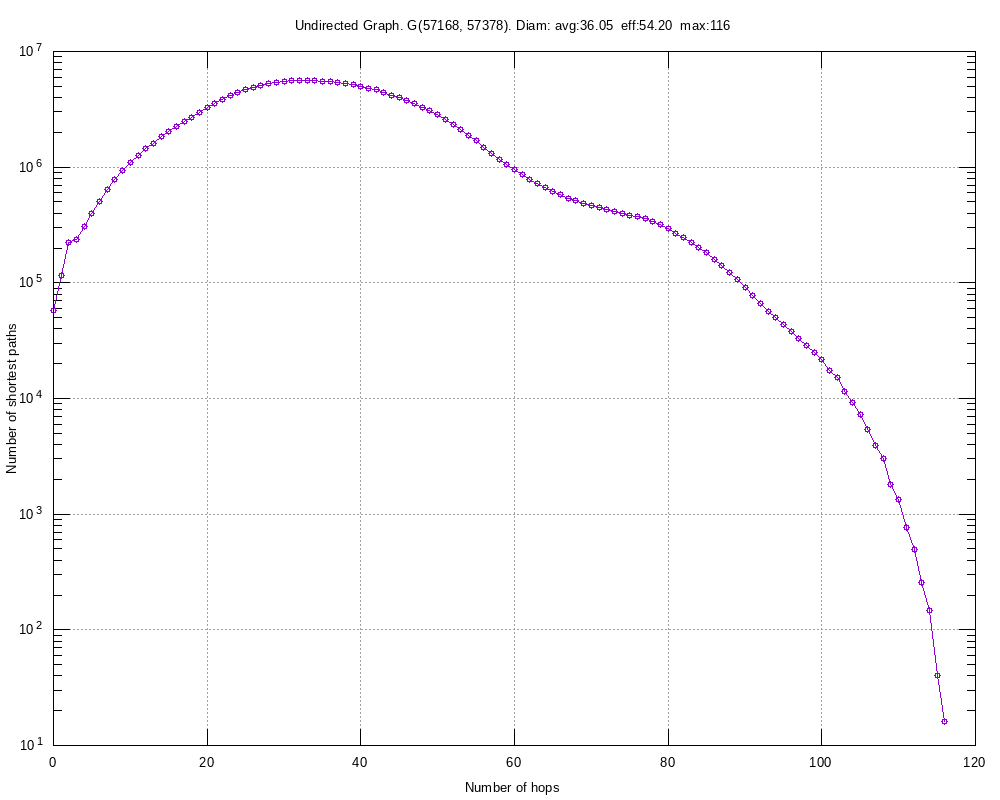 Undirected Graph. G(57168, 57378). Diam: avg:36.05  eff:54.20  max:116
10^7
10^6
10^5
10^4
10^3
10^2
10^1
Number of shortest paths
0 20 40 60 80 100 120
Number of hops